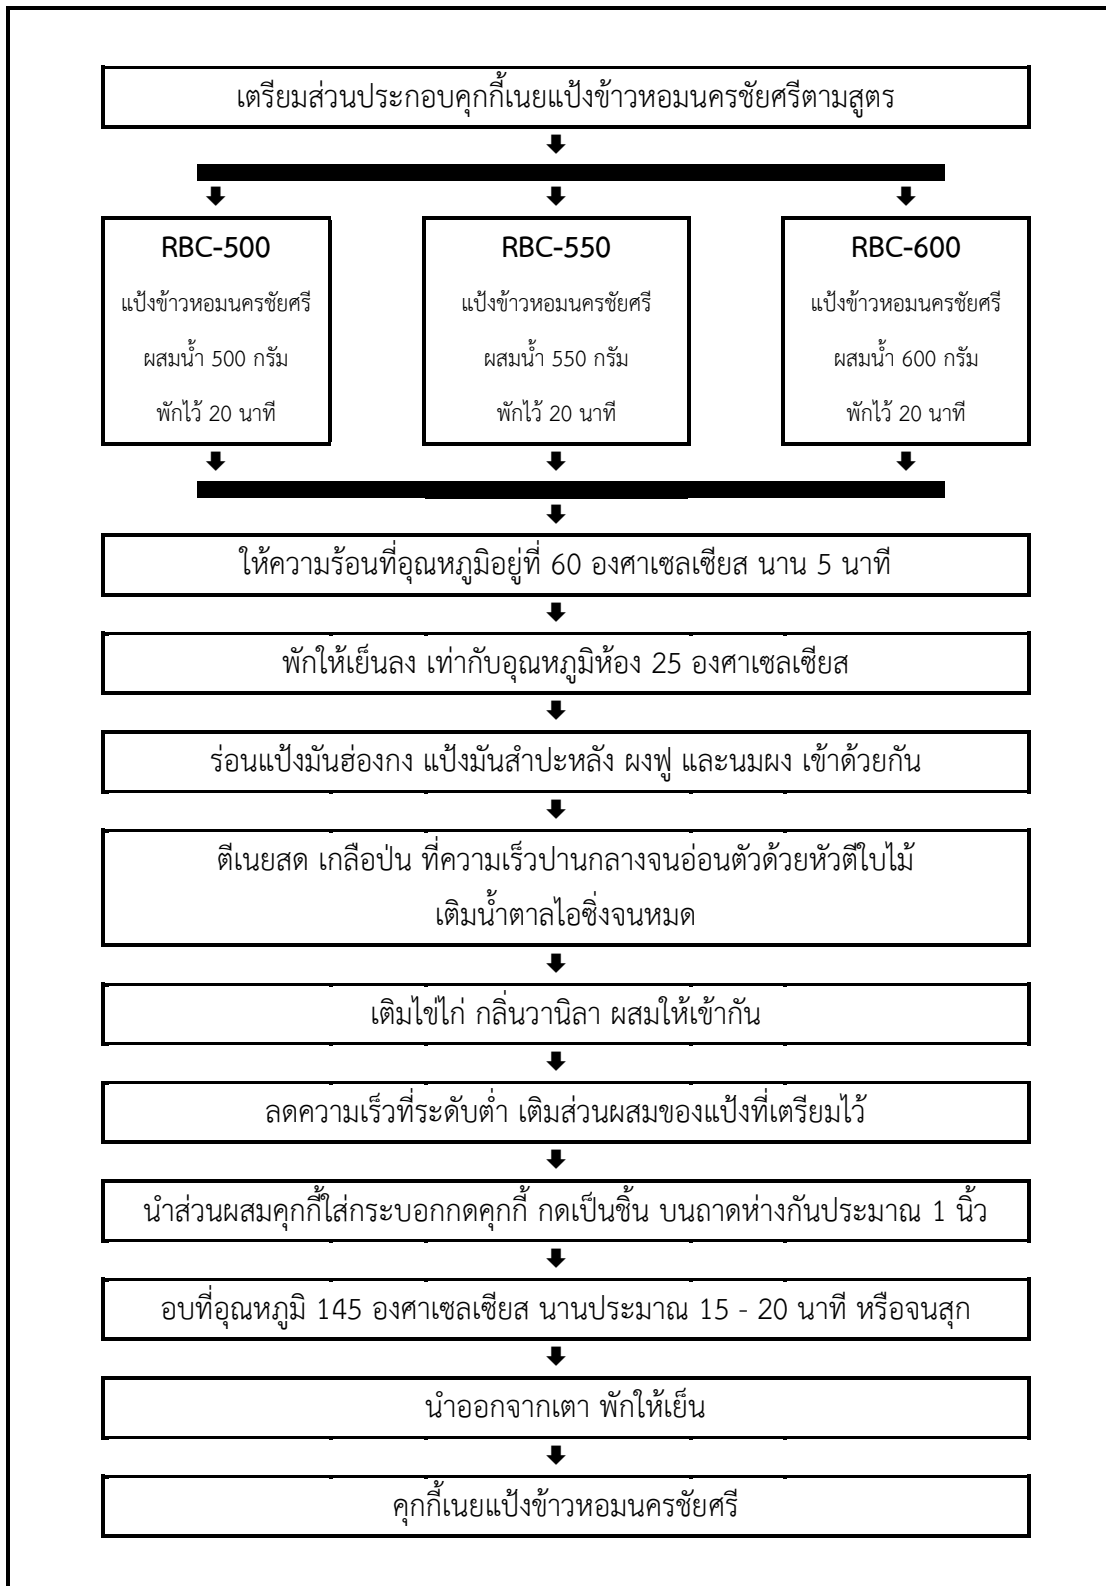 เตรียมส่วนประกอบคุกกี้เนยแป้งข้าวหอมนครชัยศรีตามสูตร
RBC-500
แป้งข้าวหอมนครชัยศรี
ผสมน้ำ 500 กรัม
พักไว้ 20 นาที
RBC-550
แป้งข้าวหอมนครชัยศรี
ผสมน้ำ 550 กรัม
พักไว้ 20 นาที
RBC-600
แป้งข้าวหอมนครชัยศรี
ผสมน้ำ 600 กรัม
พักไว้ 20 นาที
ให้ความร้อนที่อุณหภูมิอยู่ที่ 60 องศาเซลเซียส นาน 5 นาที
พักให้เย็นลง เท่ากับอุณหภูมิห้อง 25 องศาเซลเซียส
ร่อนแป้งมันฮ่องกง แป้งมันสำปะหลัง ผงฟู และนมผง เข้าด้วยกัน
ตีเนยสด เกลือป่น ที่ความเร็วปานกลางจนอ่อนตัวด้วยหัวตีใบไม้
เติมน้ำตาลไอซิ่งจนหมด
เติมไข่ไก่ กลิ่นวานิลา ผสมให้เข้ากัน
ลดความเร็วที่ระดับต่ำ เติมส่วนผสมของแป้งที่เตรียมไว้
นำส่วนผสมคุกกี้ใส่กระบอกกดคุกกี้ กดเป็นชิ้น บนถาดห่างกันประมาณ 1 นิ้ว
อบที่อุณหภูมิ 145 องศาเซลเซียส นานประมาณ 15 - 20 นาที หรือจนสุก
นำออกจากเตา พักให้เย็น
คุกกี้เนยแป้งข้าวหอมนครชัยศรี